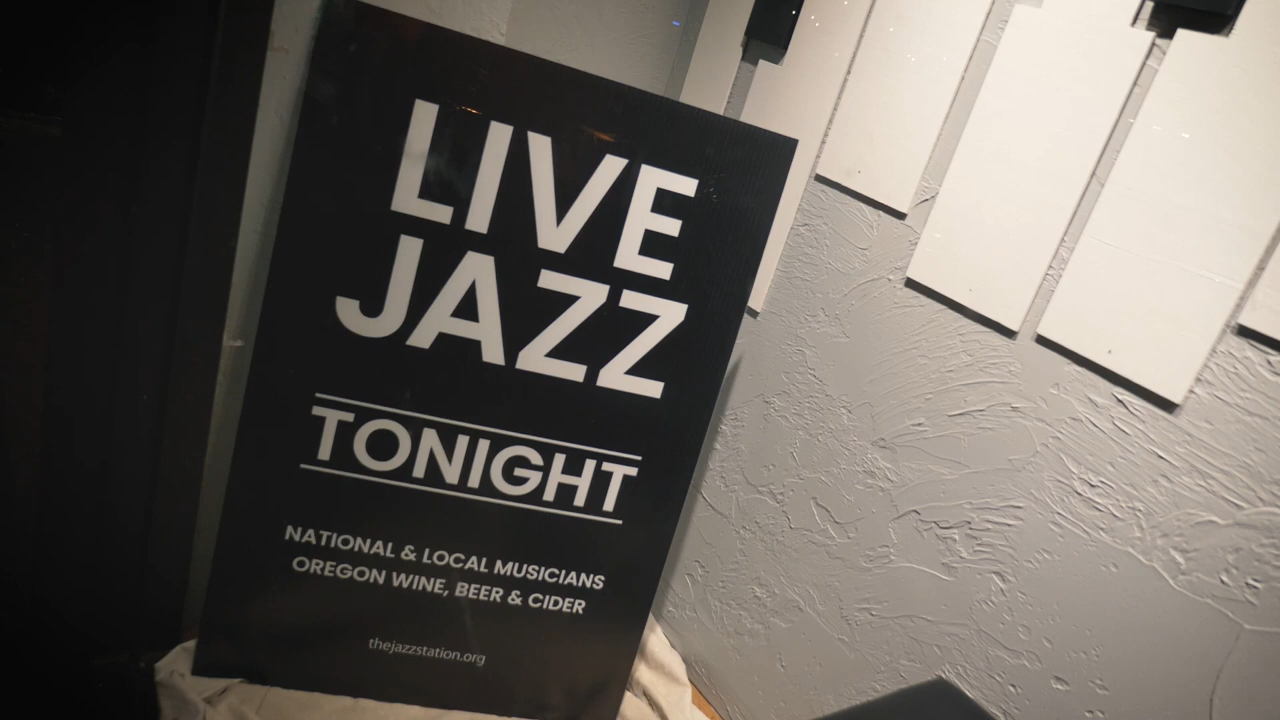 LIVE
JAZZ
TONIGHT
NATIONAL & LOCAL MUSICIANS
OREGON WINE, BEER & CIDER
thejazzstation.org